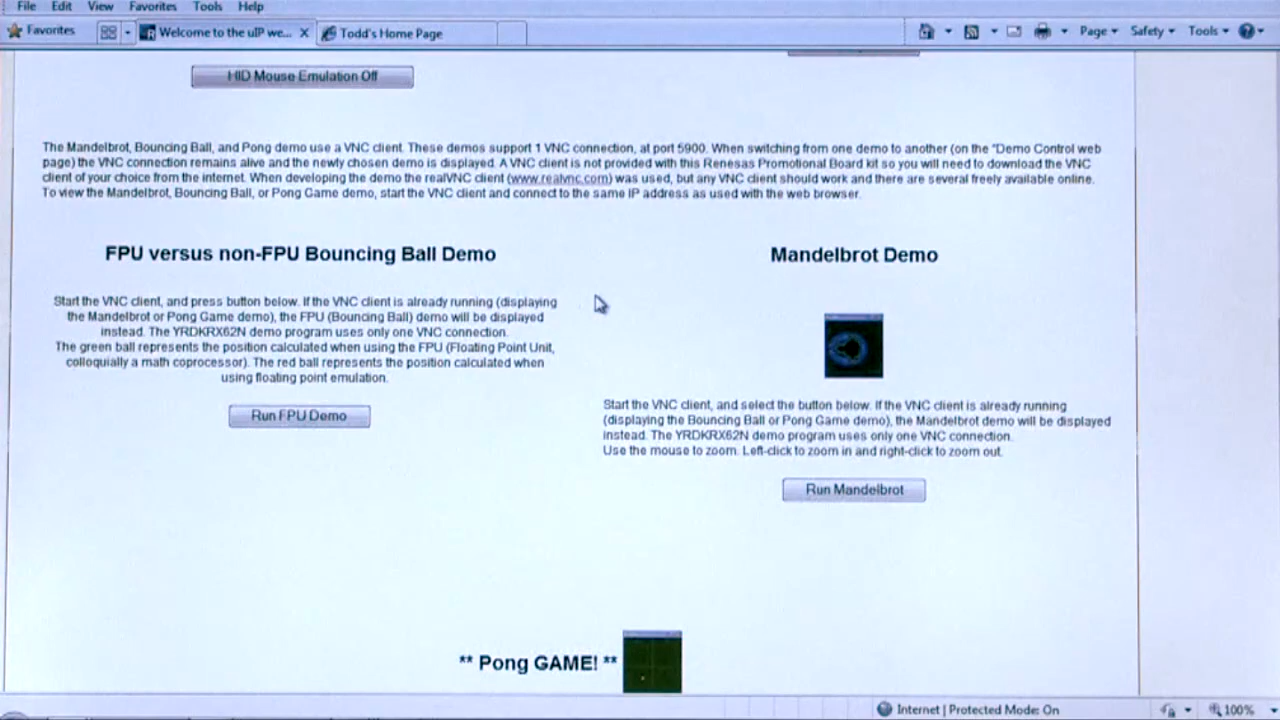 File Edit View Favorites Tools Help
Favorites
Welcome to the uIP we...
Todd's Home Page
Page Safety Tools
HID Mouse Emulation Off
The Mandelbrot, Bouncing Ball, and Pong demo use a VNC client. These demos support 1 VNC connection, at port 5900. When switching from one demo to another (on the "Demo Control web
page) the VNC connection remains alive and the newly chosen demo is displayed. A VNC client is not provided with this Renesas Promotional Board kit so you will need to download the VNC
client of your choice from the internet. When developing the demo the realVNC client (www.realvnc.com) was used, but any VNC client should work and there are several freely available online.
To view the Mandelbrot, Bouncing Ball, or Pong Game demo, start the VNC client and connect to the same IP address as used with the web browser.
FPU versus non-FPU Bouncing Ball Demo
Start the VNC client, and press button below. If the VNC client is already running (displaying
the Mandelbrot or Pong Game demo), the FPU (Bouncing Ball) demo will be displayed
instead. The YRDKRX62N demo program uses only one VNC connection.
The green ball represents the position calculated when using the FPU (Floating Point Unit,
colloquially a math coprocessor). The red ball represents the position calculated when
using floating point emulation.
Run FPU Demo
Mandelbrot Demo
Start the VNC client, and select the button below. If the VNC client is already running
(displaying the Bouncing Ball or Pong Game demo), the Mandelbrot demo will be displayed
instead. The YRDKRX62N demo program uses only one VNC connection.
Use the mouse to zoom. Left-click to zoom in and right-click to zoom out.
Run Mandelbrot
** Pong GAME! **
Internet | Protected Mode: On
100%